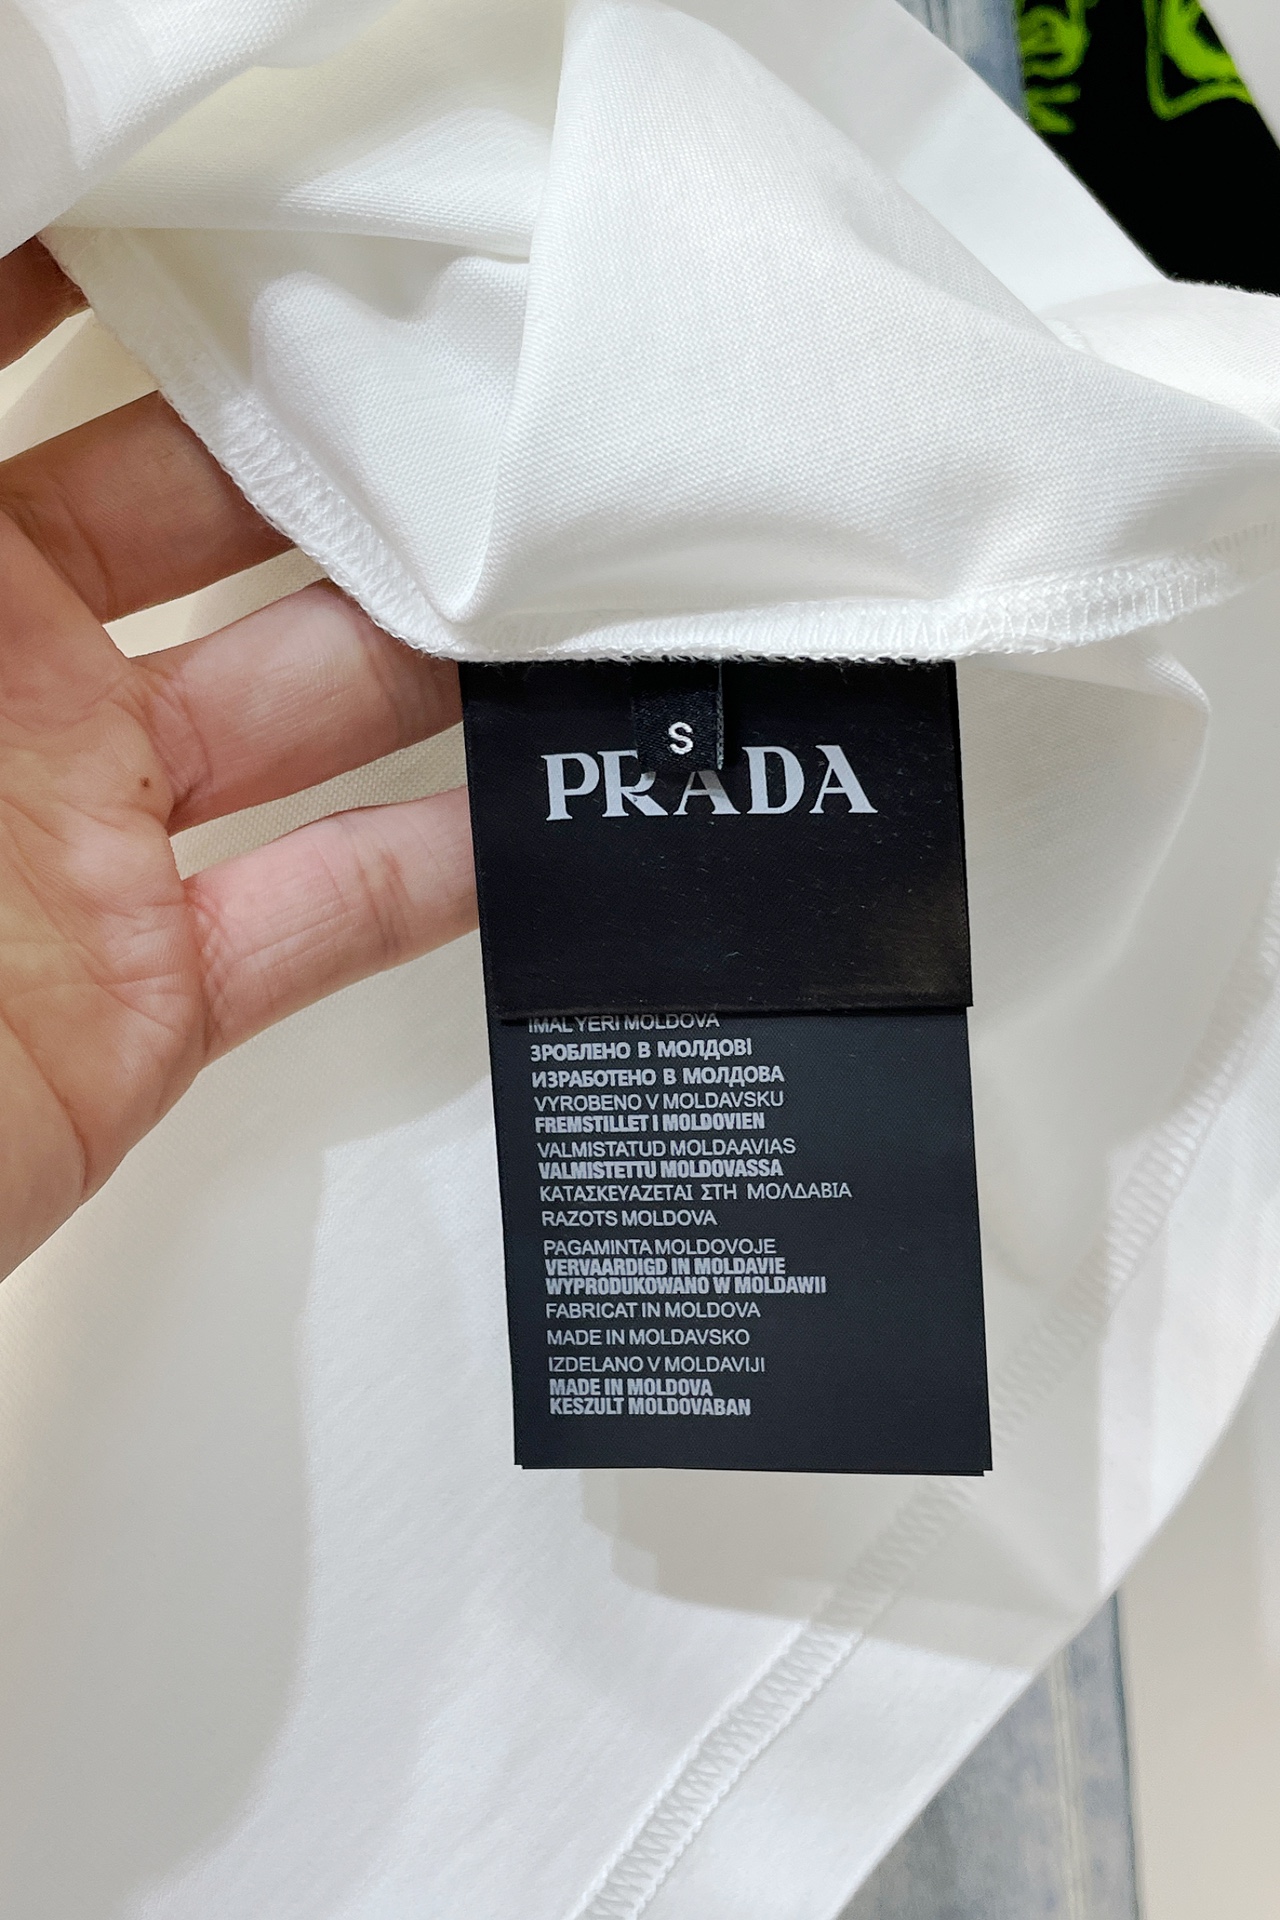 S
PRADA
IMAL YERI MOLDOVA
ЗРОБЛЕНО В МОЛДОВІ
ИЗРАБОТЕНО В МОЛДОВА
VYROBENO V MOLDAVSKU
FREMSTILLET I MOLDOVIEN
VALMISTATUD MOLDAAVIAS
VALMISTETTU MOLDOVASSA
ΚΑΤΑΣΚΕΥΑΖΕΤΑΙ ΣΤΗ ΜΟΛΔΑΒΙΑ
RAZOTS MOLDOVA
PAGAMINTA MOLDOVOJE
VERVAARDIGD IN MOLDAVIE
WYPRODUKOWANO W MOLDAWII
FABRICAT IN MOLDOVA
MADE IN MOLDAVSKO
IZDELANO V MOLDAVIJI
MADE IN MOLDOVA
KESZULT MOLDOVABAN